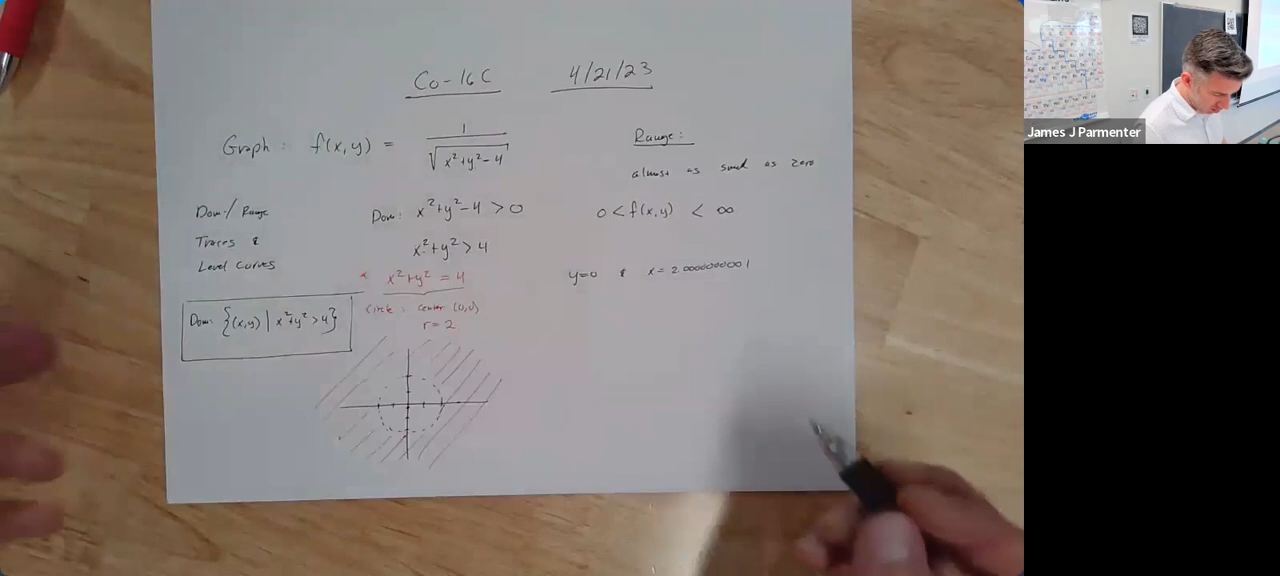 Co-16C 4/21/23
Graph: f(x,y) = 1/√(x²+y²-4)
Range:
almost as small as zero
Dom/Range
Traces &
Level Curves
Dom: x²+y²-4 > 0
x²+y² > 4
x²+y² = 4
Circle: center (0,0)
r=2
0 < f(x,y) < ∞
y=0 & x=2.0000000001
Dom: {(x,y) | x²+y²>4}
James J Parmenter